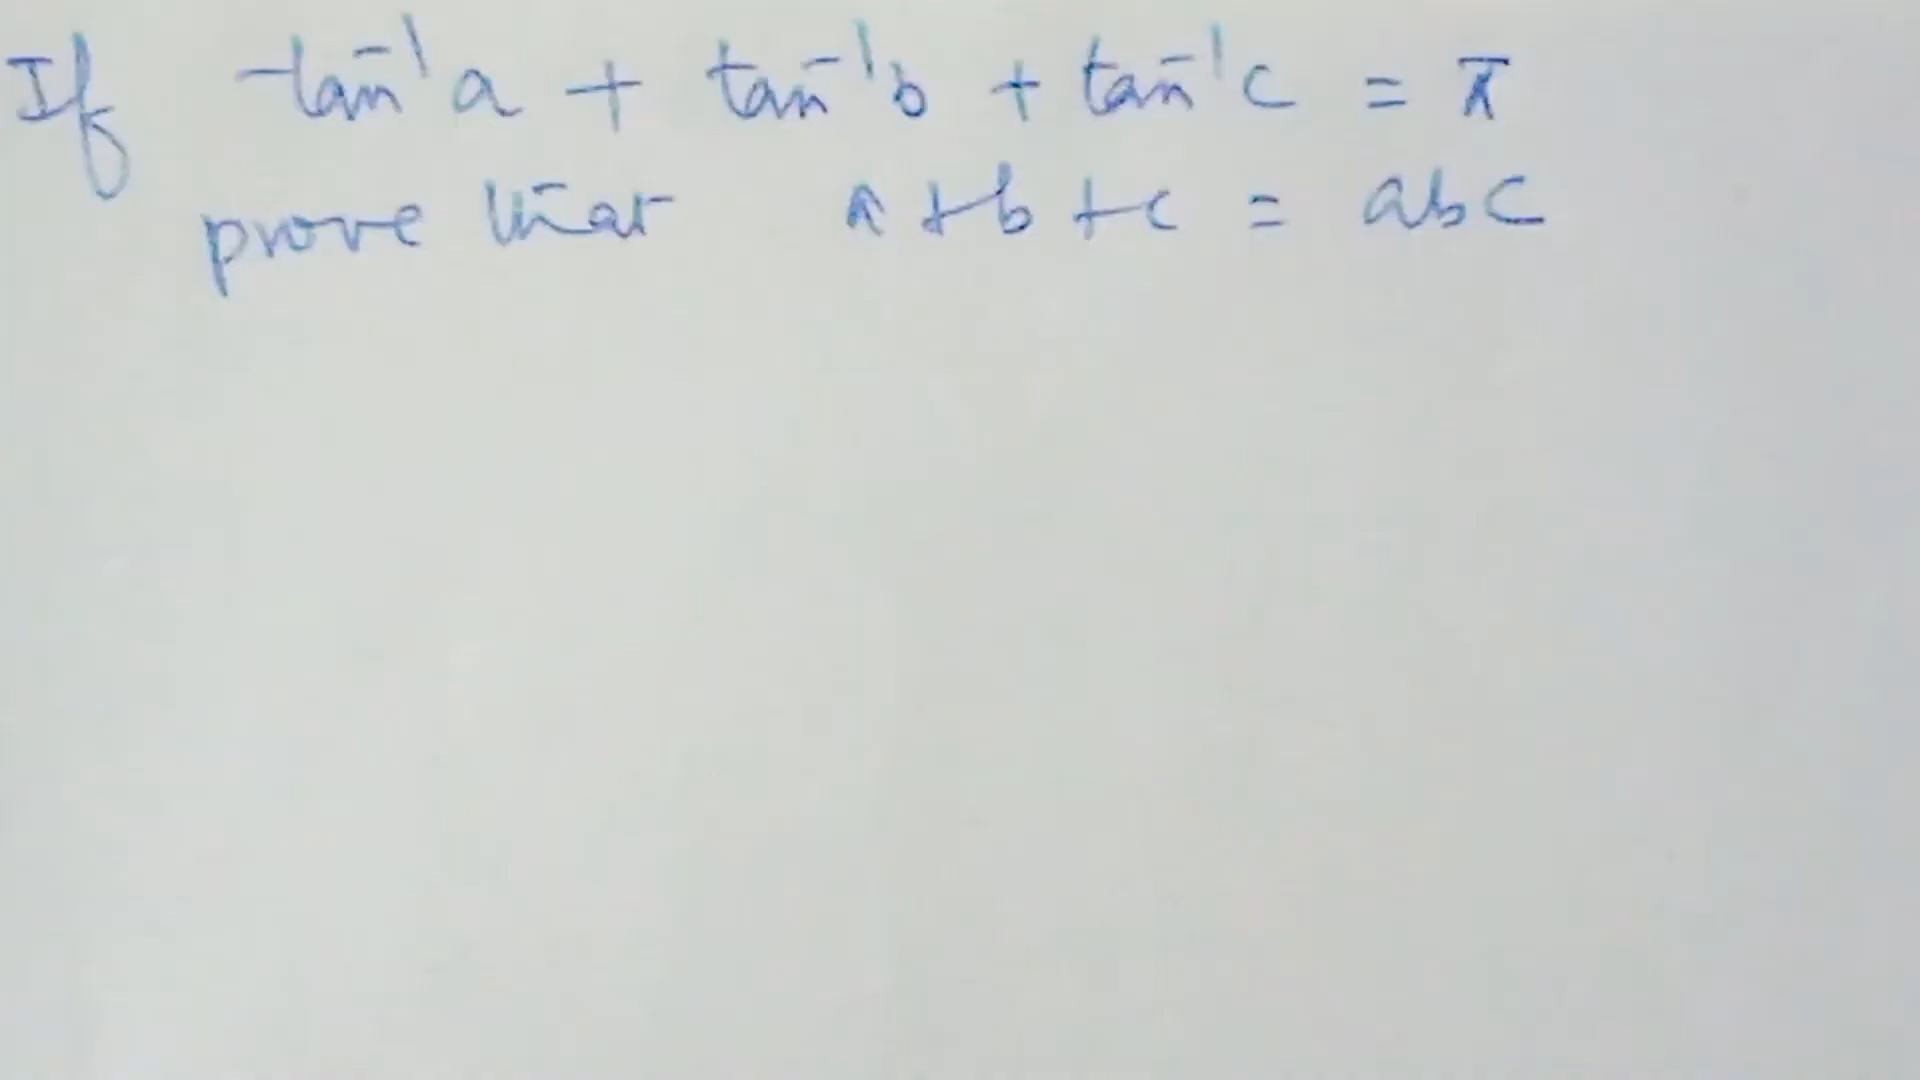 If tan⁻¹a + tan⁻¹b + tan⁻¹c = π
prove that a+b+c = abc